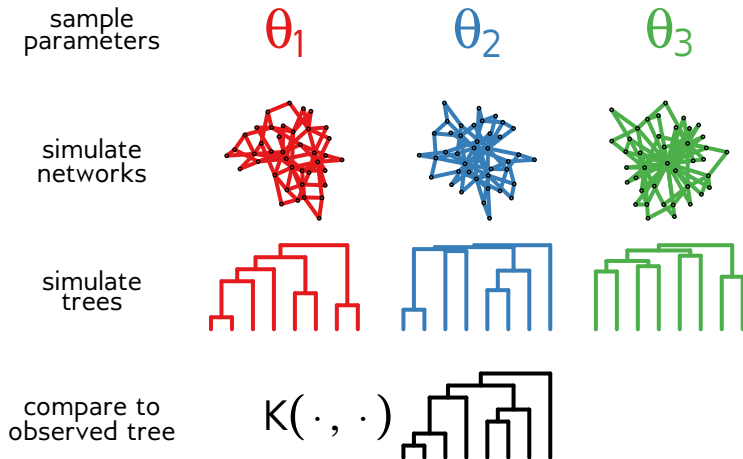 sample
parameters
θ1 θ2 θ3
simulate
networks
simulate
trees
compare to
observed tree
K(·, ·)